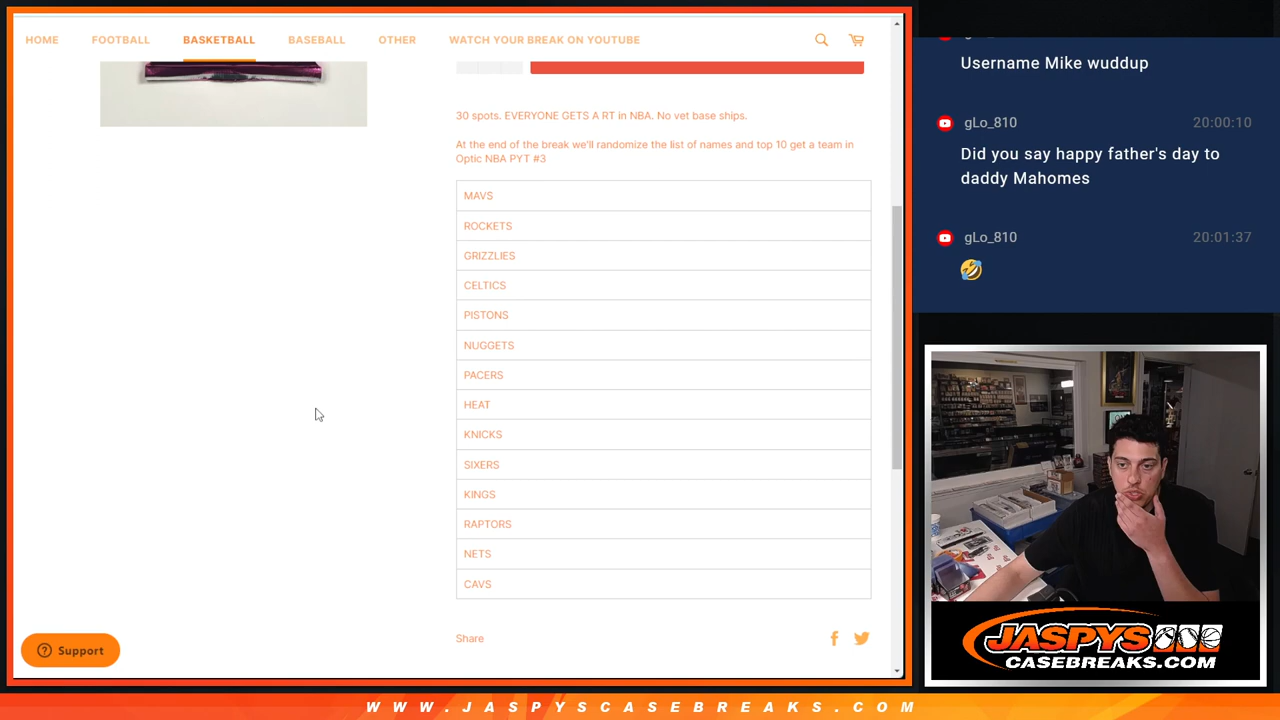 HOME FOOTBALL BASKETBALL BASEBALL OTHER WATCH YOUR BREAK ON YOUTUBE
30 spots. EVERYONE GETS A RT in NBA. No vet base ships.
At the end of the break we'll randomize the list of names and top 10 get a team in
Optic NBA PYT #3
MAVS
ROCKETS
GRIZZLIES
CELTICS
PISTONS
NUGGETS
PACERS
HEAT
KNICKS
SIXERS
KINGS
RAPTORS
NETS
CAVS
Share
Support
Username Mike wuddup
gLo_810 20:00:10
Did you say happy father's day to
daddy Mahomes
gLo_810 20:01:37
JASPYS
CASEBREAKS.COM
WWW.JASPYSCASEBREAKS.COM